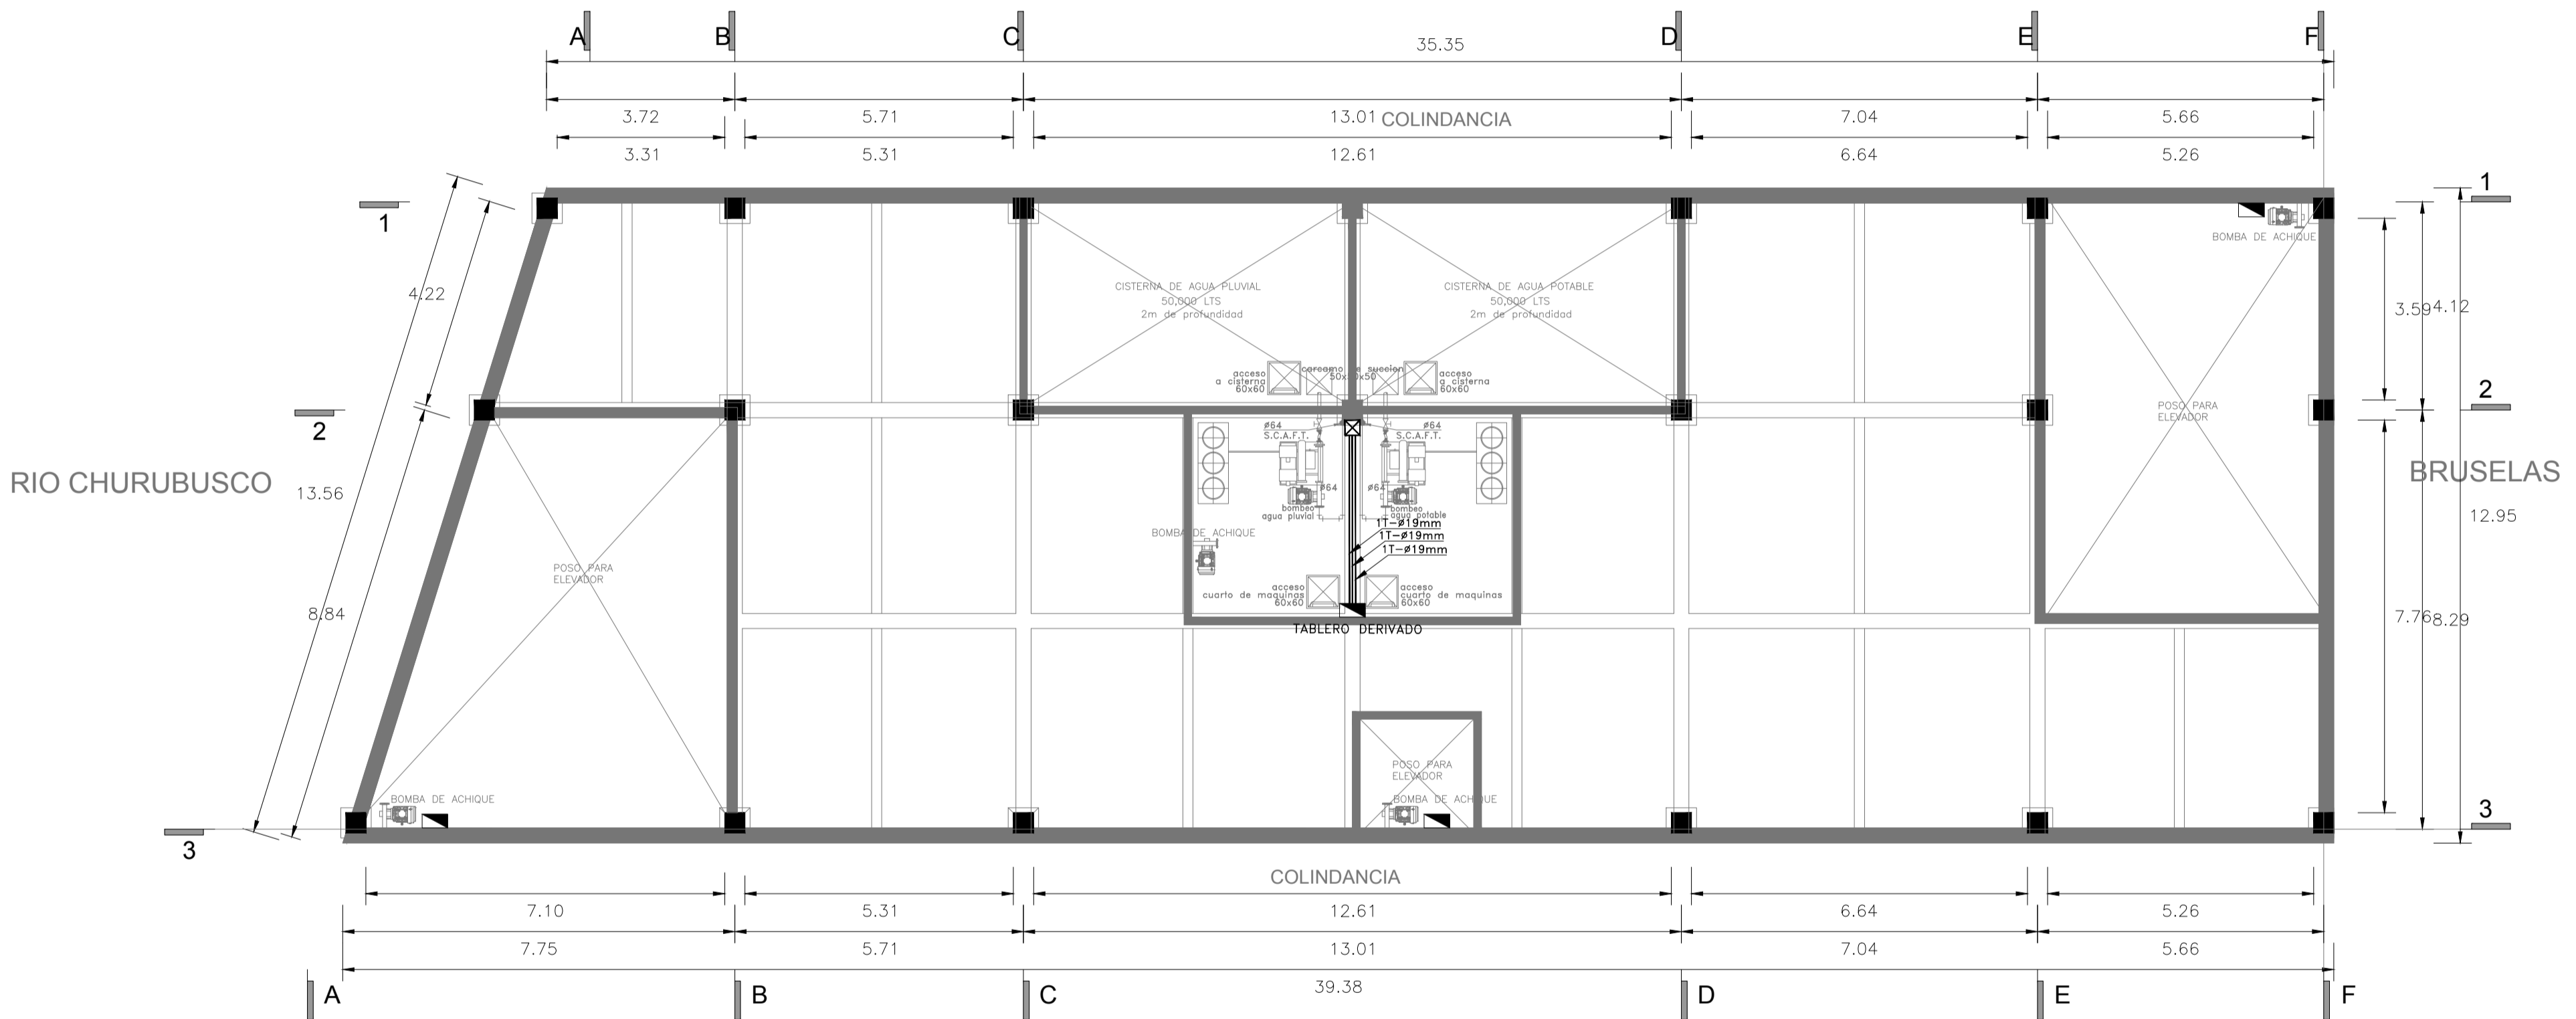 A
B
C
D
E
F
35.35
3.72
5.71
13.01
COLINDANCIA
7.04
5.66
3.31
5.31
12.61
6.64
5.26
1
1
4.22
BOMBA DE ACHIQUE
CISTERNA DE AGUA PLUVIAL
50,000 LTS
2m de profundidad
CISTERNA DE AGUA POTABLE
50,000 LTS
2m de profundidad
3.59
4.12
acceso
a cisterna
60x60
carcamo de succion
acceso
a cisterna
60x60
2
2
POSO PARA
ELEVADOR
Ø64
S.C.A.F.T.
Ø64
S.C.A.F.T.
RIO CHURUBUSCO
13.56
BRUSELAS
12.95
Ø64
Ø64
bombeo
agua pluvial
bombeo
agua potable
BOMBA DE ACHIQUE
1T-Ø19mm
1T-Ø19mm
1T-Ø19mm
POSO PARA
ELEVADOR
acceso
cuarto de maquinas
60x60
acceso
cuarto de maquinas
60x60
8.84
7.76
8.29
TABLERO DERIVADO
POSO PARA
ELEVADOR
BOMBA DE ACHIQUE
BOMBA DE ACHIQUE
3
3
COLINDANCIA
7.10
5.31
12.61
6.64
5.26
7.75
5.71
13.01
7.04
5.66
39.38
A
B
C
D
E
F